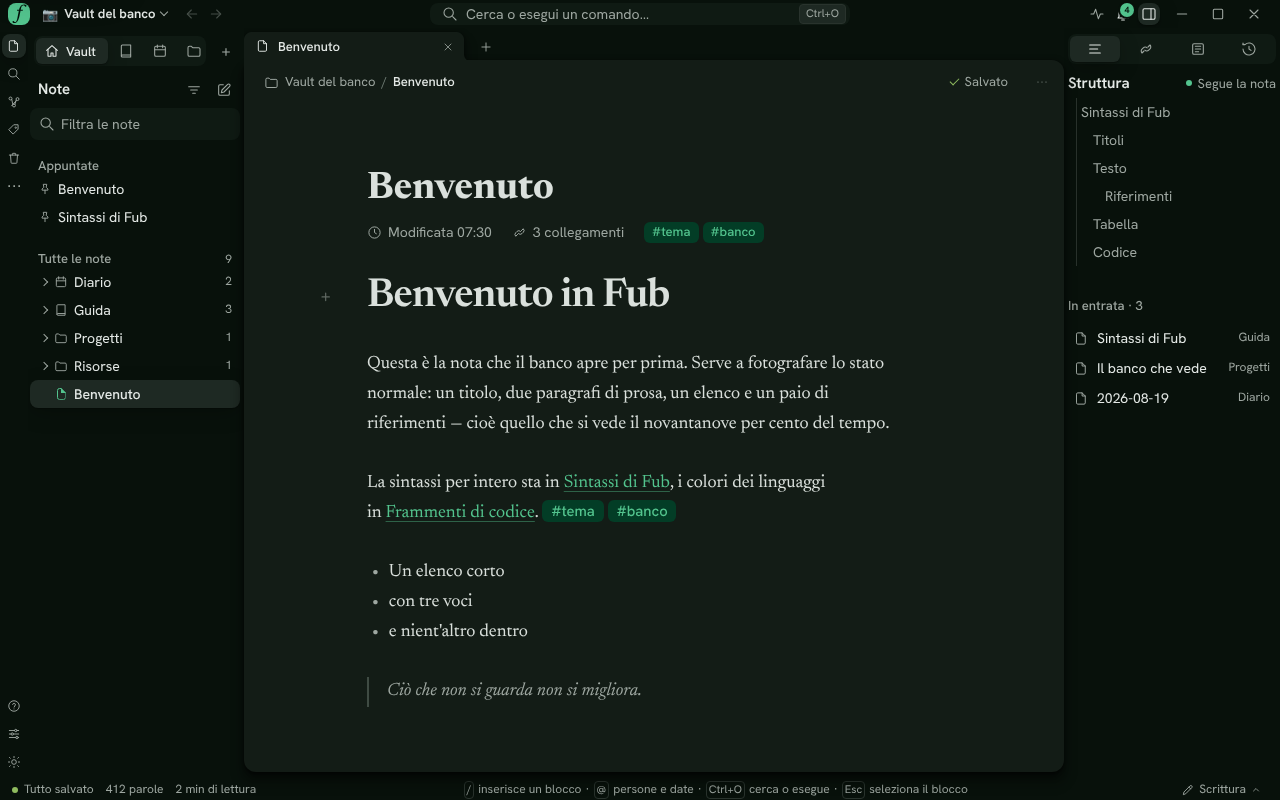 Vault del banco
Cerca o esegui un comando…
Ctrl+O
4
Vault
Note
Filtra le note
Appuntate
Benvenuto
Sintassi di Fub
Tutte le note 9
Diario 2
Guida 3
Progetti 1
Risorse 1
Benvenuto
Benvenuto
Vault del banco / Benvenuto
Salvato
Benvenuto
Modificata 07:30 3 collegamenti #tema #banco
Benvenuto in Fub
Questa è la nota che il banco apre per prima. Serve a fotografare lo stato
normale: un titolo, due paragrafi di prosa, un elenco e un paio di
riferimenti — cioè quello che si vede il novantanove per cento del tempo.
La sintassi per intero sta in Sintassi di Fub, i colori dei linguaggi
in Frammenti di codice. #tema #banco
• Un elenco corto
• con tre voci
• e nient'altro dentro
Ciò che non si guarda non si migliora.
Struttura
Segue la nota
Sintassi di Fub
Titoli
Testo
Riferimenti
Tabella
Codice
In entrata · 3
Sintassi di Fub Guida
Il banco che vede Progetti
2026-08-19 Diario
Tutto salvato 412 parole 2 min di lettura
/ inserisce un blocco · @ persone e date · Ctrl+O cerca o esegue · Esc seleziona il blocco
Scrittura